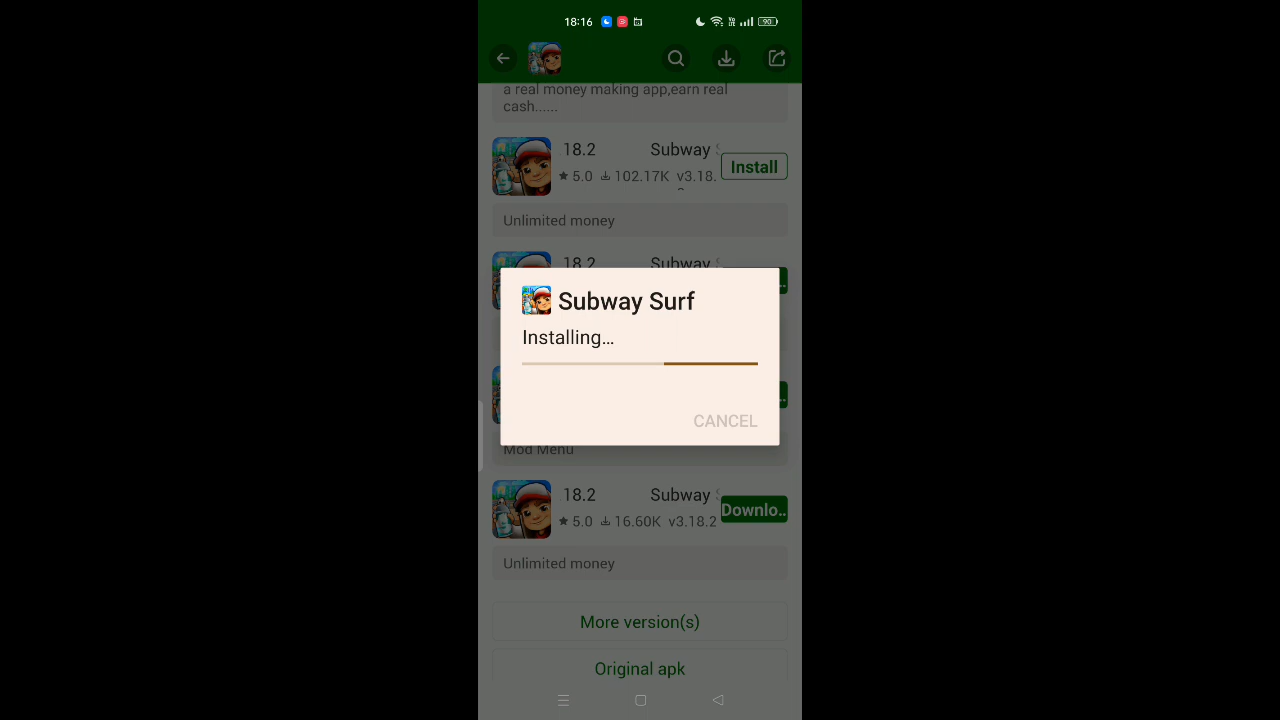 18:16
90
a real money making app,earn real
cash......
18.2 Subway S
5.0 102.17K v3.18.
Install
Unlimited money
18.2 Subway S
Subway Surf
Installing...
CANCEL
Mod Menu
18.2 Subway S
5.0 16.60K v3.18.2
Downlo..
Unlimited money
More version(s)
Original apk